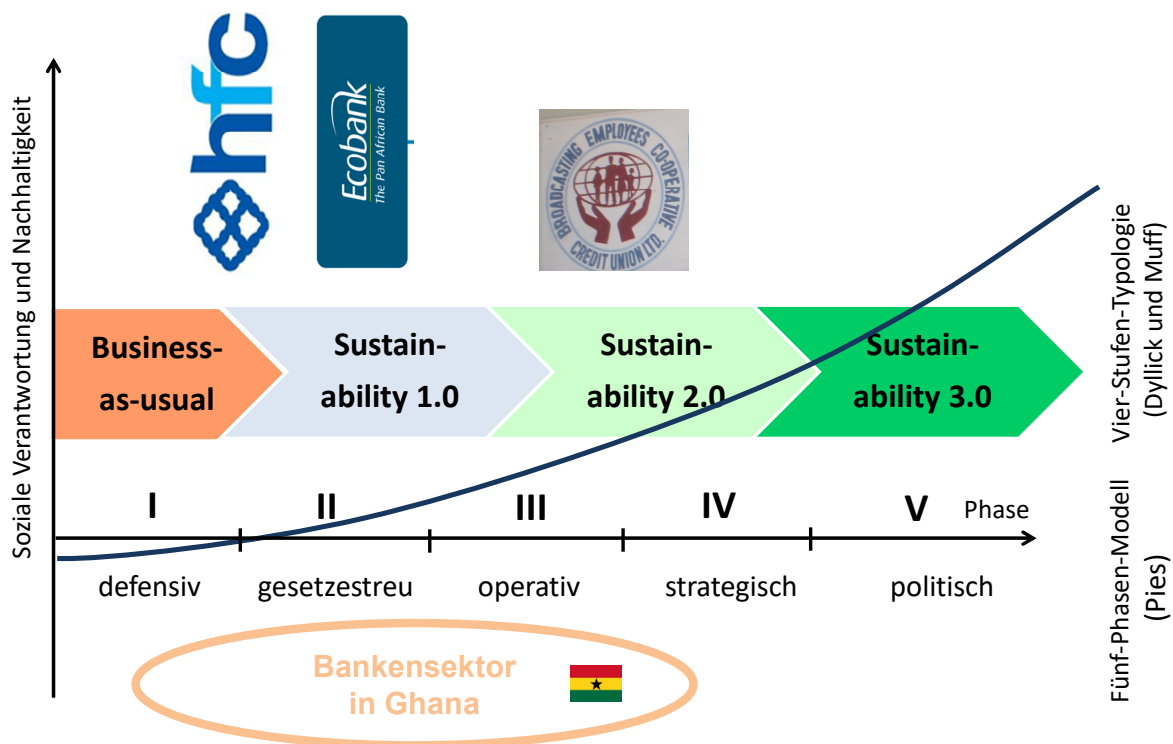 Soziale Verantwortung und Nachhaltigkeit
hfc
Ecobank
The Pan African Bank
BROADCASTING EMPLOYEES CO-OPERATIVE
CREDIT UNION LTD.
Business-
as-usual
Sustain-
ability 1.0
Sustain-
ability 2.0
Sustain-
ability 3.0
Vier-Stufen-Typologie
(Dyllick und Muff)
I
II
III
IV
V
Phase
defensiv
gesetzestreu
operativ
strategisch
politisch
Fünf-Phasen-Modell
(Pies)
Bankensektor
in Ghana